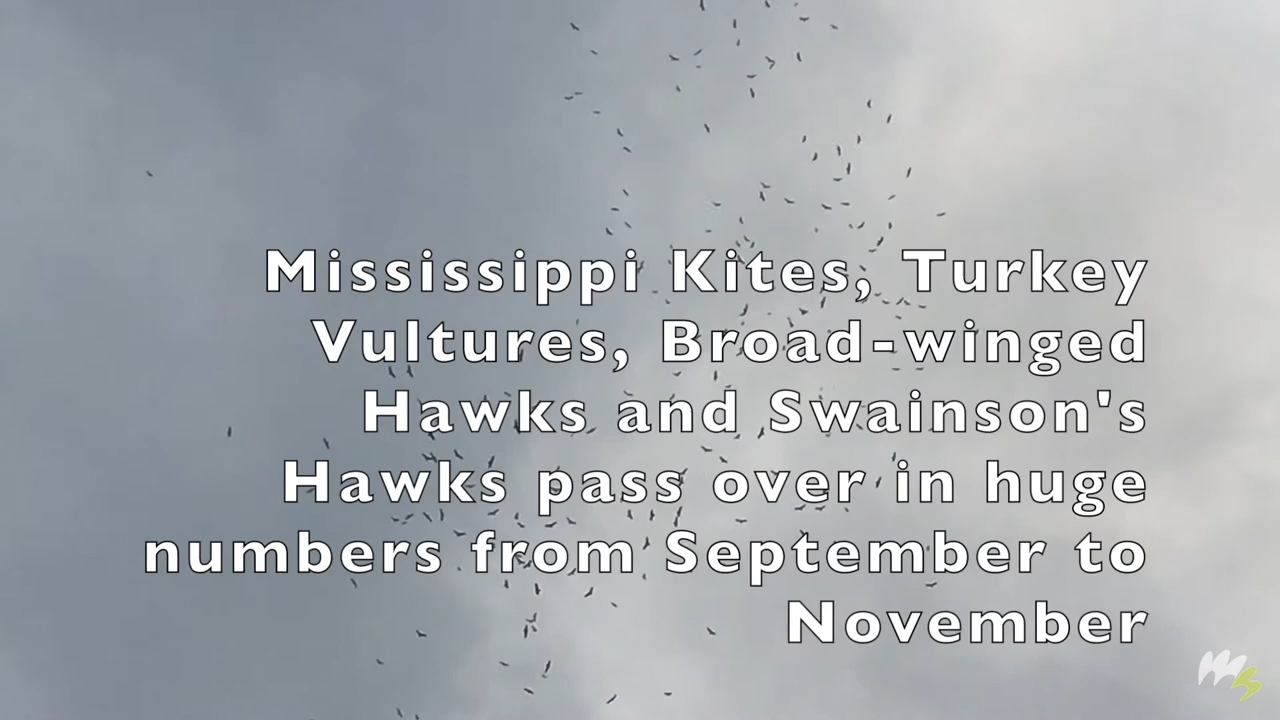 Mississippi Kites, Turkey
Vultures, Broad-winged
Hawks and Swainson's
Hawks pass over in huge
numbers from September to
November